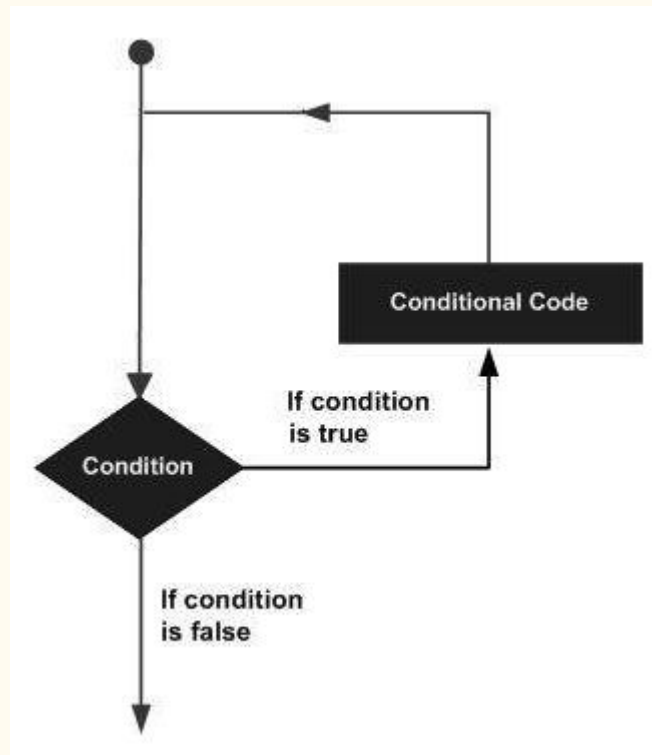 Conditional Code
If condition
is true
Condition
If condition
is false